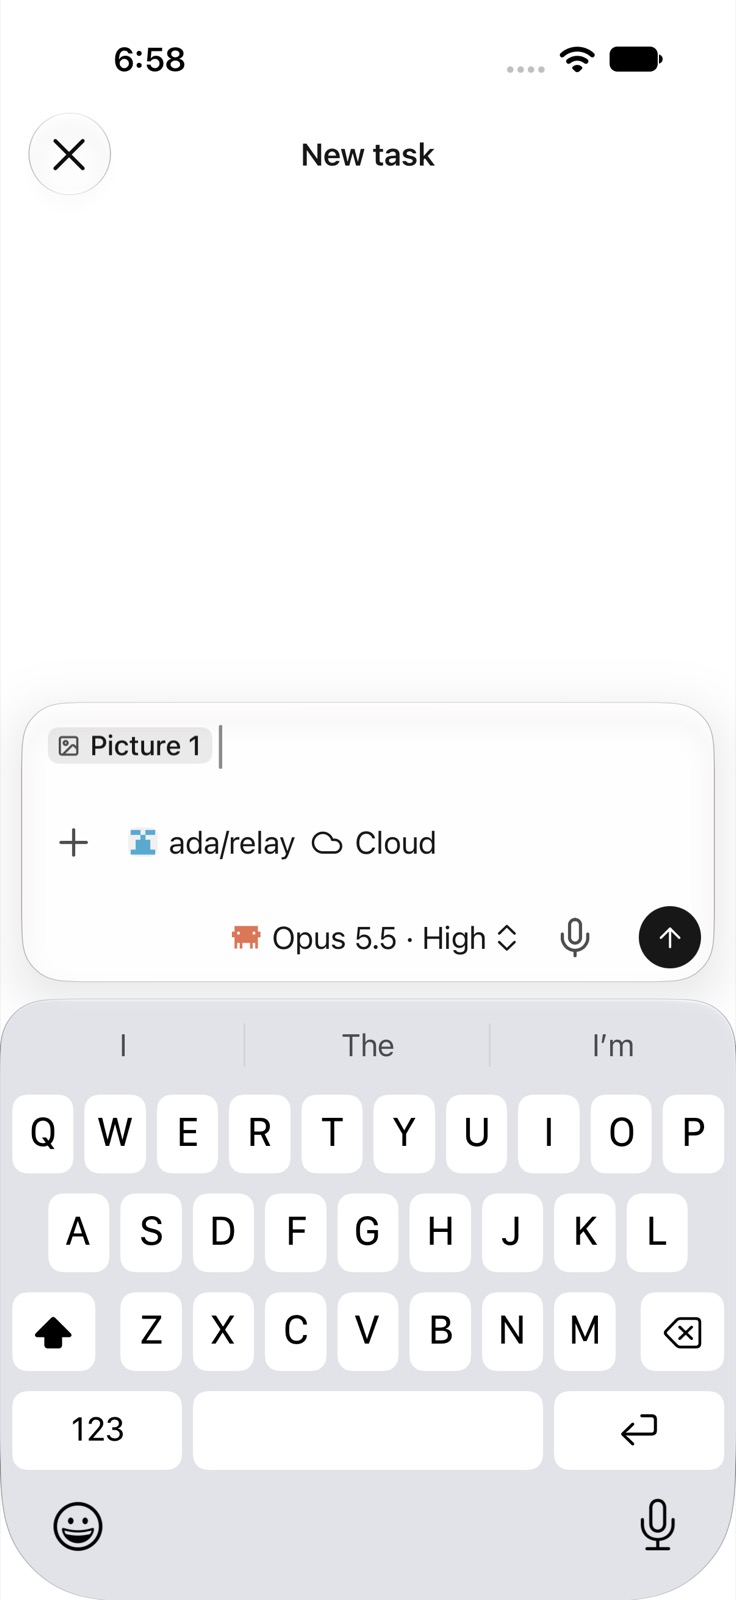 6:58
New task
Picture 1
ada/relay Cloud
Opus 5.5 · High
I The I’m
Q W E R T Y U I O P
A S D F G H J K L
Z X C V B N M
123